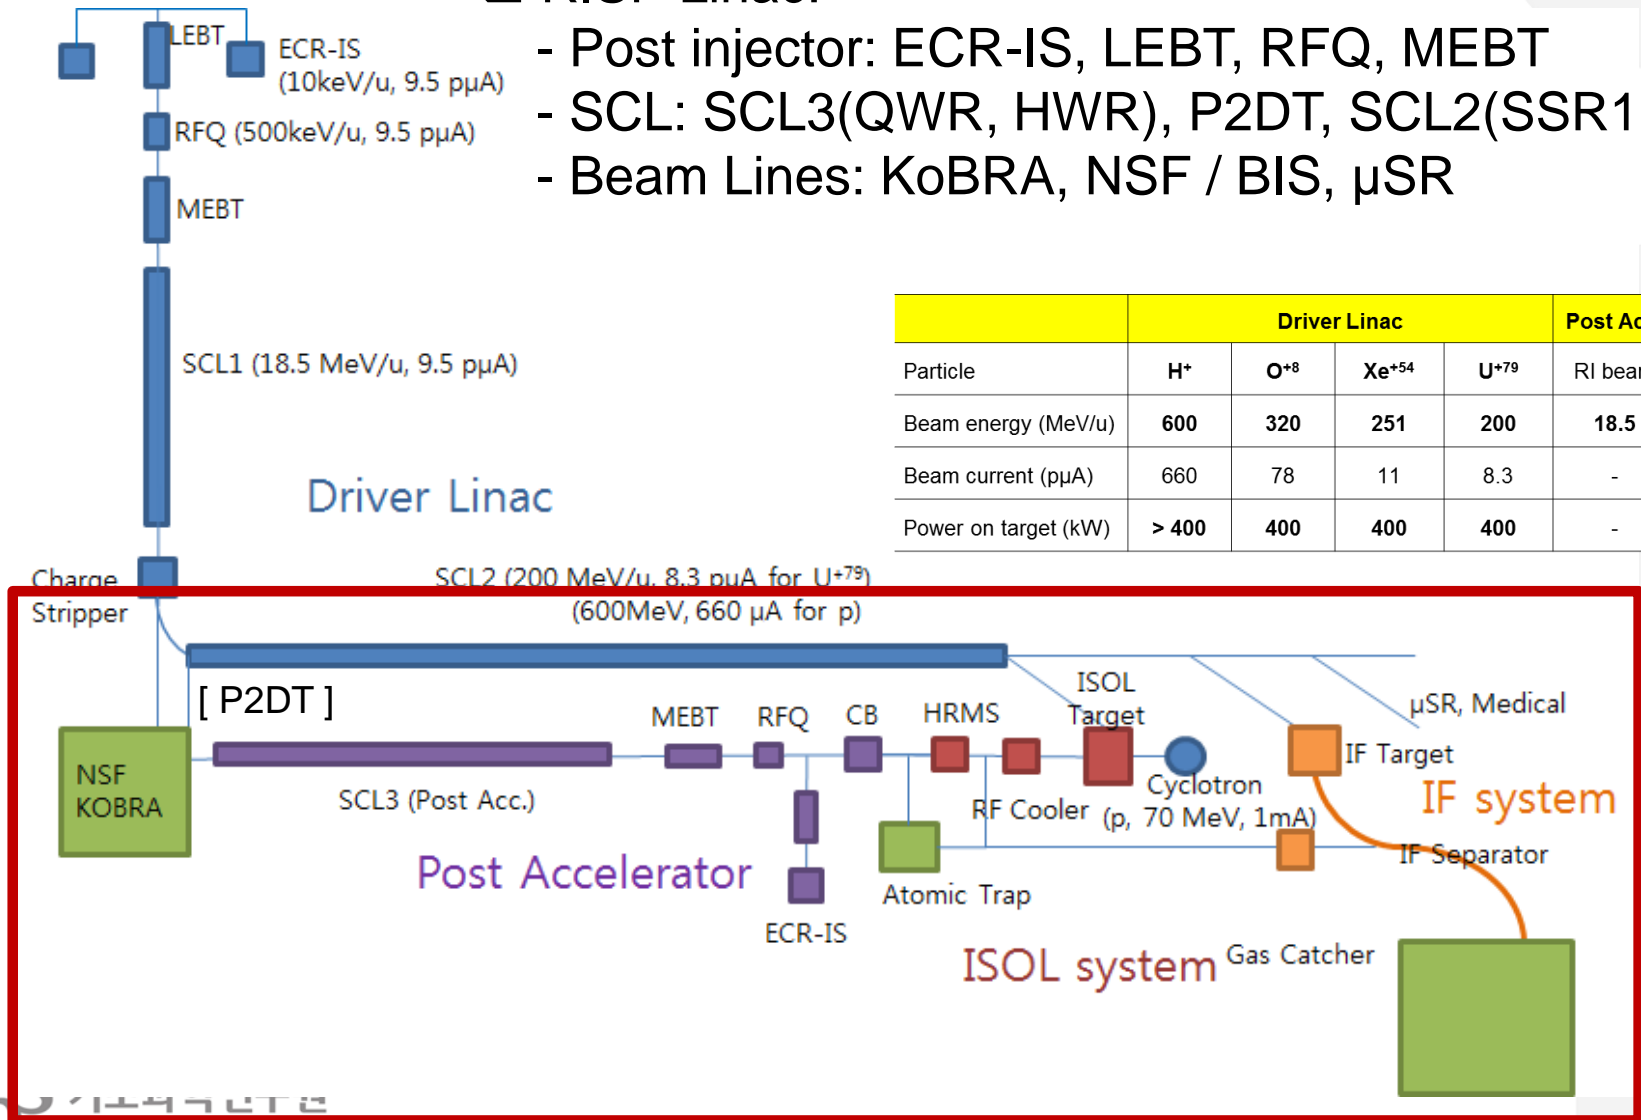 RISP Linac:
- Post injector: ECR-IS, LEBT, RFQ, MEBT
- SCL: SCL3(QWR, HWR), P2DT, SCL2(SSR1
- Beam Lines: KoBRA, NSF / BIS, μSR
LEBT
ECR-IS
(10keV/u, 9.5 pμA)
RFQ (500keV/u, 9.5 pμA)
MEBT
SCL1 (18.5 MeV/u, 9.5 pμA)
Driver Linac
Driver Linac Post Ac
Particle H+ O+8 Xe+54 U+79 RI bea
Beam energy (MeV/u) 600 320 251 200 18.5
Beam current (pμA) 660 78 11 8.3 -
Power on target (kW) > 400 400 400 400 -
Charge
Stripper
SCL2 (200 MeV/u, 8.3 pμA for U+79)
(600MeV, 660 μA for p)
[ P2DT ]
NSF
KOBRA
SCL3 (Post Acc.)
MEBT
RFQ
CB
HRMS
ISOL
Target
RF Cooler
Cyclotron
(p, 70 MeV, 1mA)
μSR, Medical
IF Target
IF system
IF Separator
Post Accelerator
ECR-IS
Atomic Trap
ISOL system
Gas Catcher